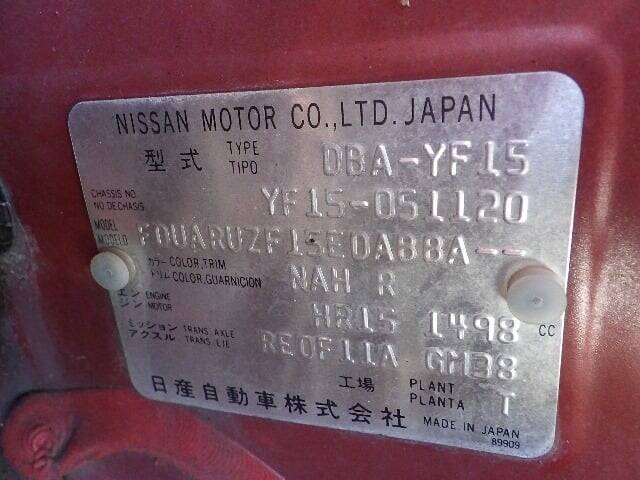 NISSAN MOTOR CO.,LTD. JAPAN
型式 TYPE TIPO DBA-YF15
CHASSIS NO. NO DE CHASIS YF15-051120
MODEL MODELO FDUARUZF15EDABBA--
カラー COLOR,TRIM トリム COLOR,GUARNICION NAH R
エンジン ENGINE MOTOR HR15 1498 CC
ミッション TRANS. AXLE アクスル TRANS. EJE RE0F11A GM38
工場 PLANT PLANTA T
日産自動車株式会社 MADE IN JAPAN
89909